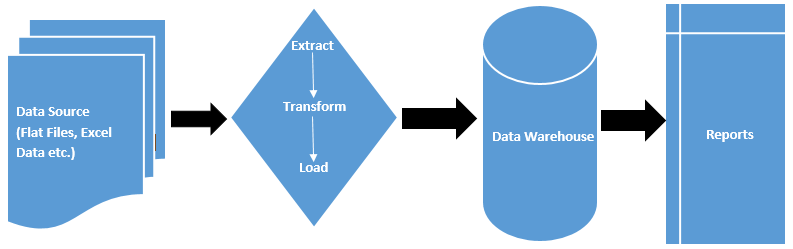 Data Source
(Flat Files, Excel
Data etc.)
Extract
Transform
Load
Data Warehouse
Reports